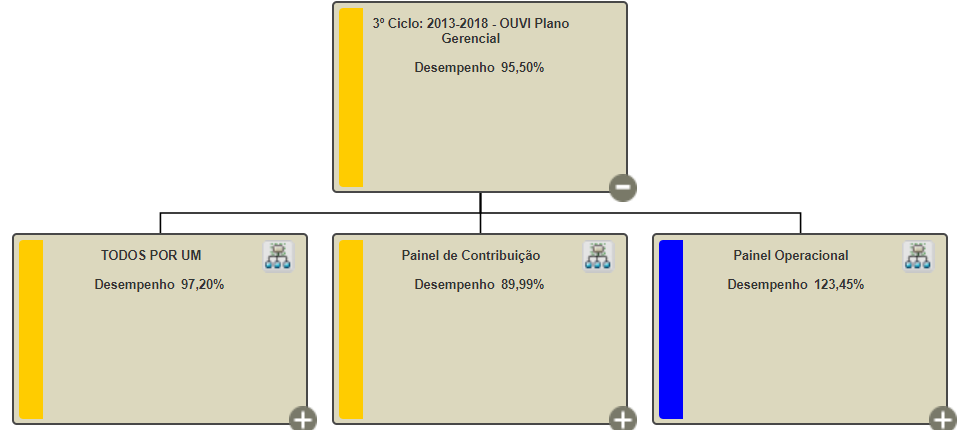 3º Ciclo: 2013-2018 - OUVI Plano
Gerencial
Desempenho 95,50%
TODOS POR UM
Desempenho 97,20%
Painel de Contribuição
Desempenho 89,99%
Painel Operacional
Desempenho 123,45%